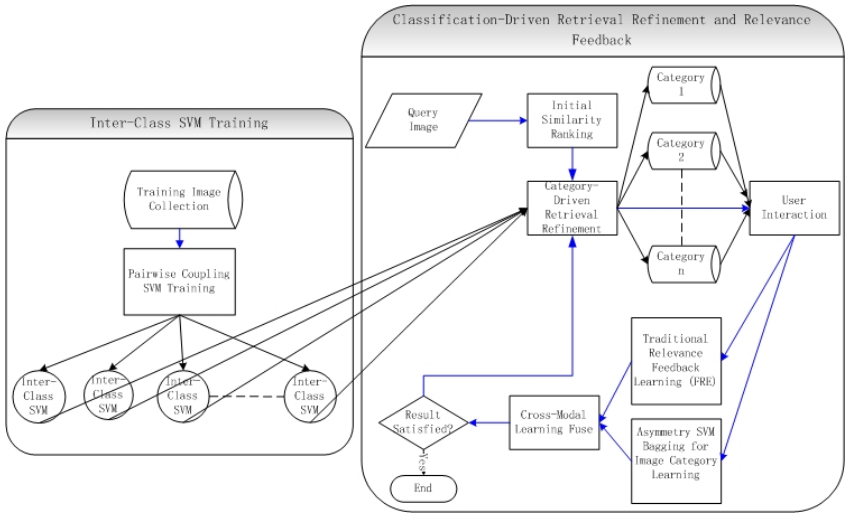 Classification-Driven Retrieval Refinement and Relevance
Feedback
Inter-Class SVM Training
Training Image
Collection
Pairwise Coupling
SVM Training
Inter-
Class
SVM
Inter-
Class
SVM
Inter-
Class
SVM
Inter-
Class
SVM
Query
Image
Initial
Similarity
Ranking
Category-
Driven
Retrieval
Refinement
Category
1
Category
2
Category
n
User
Interaction
Traditional
Relevance
Feedback
Learning (FRE)
Asymmetry SVM
Bagging for
Image Category
Learning
Cross-Modal
Learning Fuse
Result
Satisfied?
Yes
End